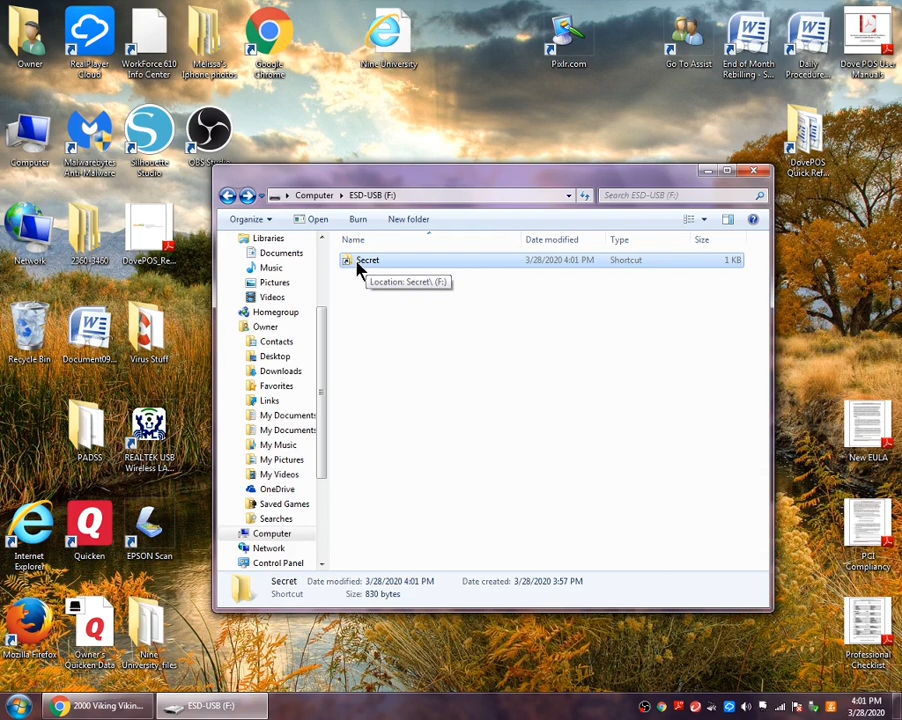 Owner
RealPlayer
Cloud
WorkForce 610
Info Center
Melissa's
Iphone photos
Google
Chrome
Nine University
Pixlr.com
Go To Assist
End of Month
Rebilling - S...
Daily
Procedure...
Dove POS User
Manuals
Computer
Malwarebytes
Anti-Malware
Silhouette
Studio
OBS Studio
DovePOS
Quick Ref...
Network
2360-3460
DovePOS_Re...
Recycle Bin
Document09...
Virus Stuff
PADSS
REALTEK USB
Wireless LA...
New EULA
Internet
Explorer
Quicken
EPSON Scan
PCI
Compliancy
Mozilla Firefox
Owner's
Quicken Data
Nine
University_files
Professional
Checklist
Computer
ESD-USB (F:)
Search ESD-USB (F:)
Organize
Open
Burn
New folder
Name
Date modified
Type
Size
Secret
3/28/2020 4:01 PM
Shortcut
1 KB
Location: Secret\ (F:)
Libraries
Documents
Music
Pictures
Videos
Homegroup
Owner
Contacts
Desktop
Downloads
Favorites
Links
My Documents
My Documents
My Music
My Pictures
My Videos
OneDrive
Saved Games
Searches
Computer
Network
Control Panel
Secret
Date modified: 3/28/2020 4:01 PM
Date created: 3/28/2020 3:57 PM
Shortcut
Size: 830 bytes
2000 Viking Vikin...
ESD-USB (F:)
4:01 PM
3/28/2020